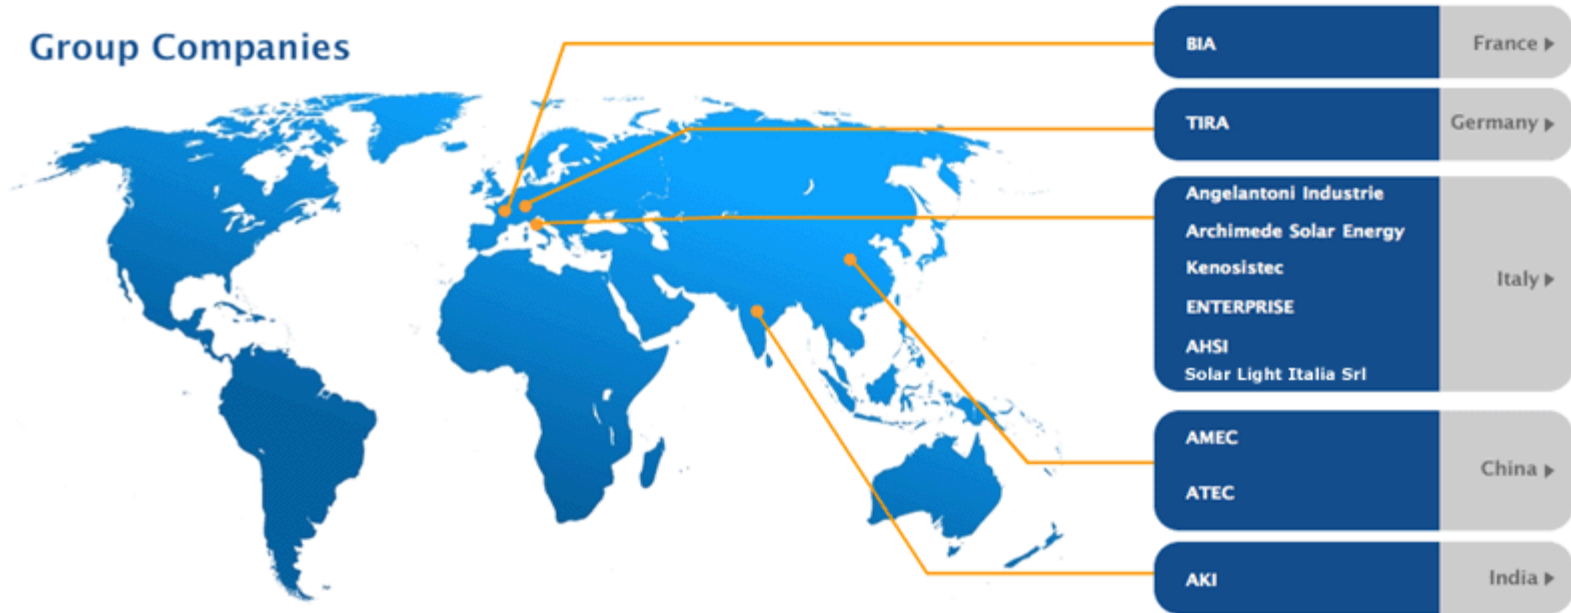 Group Companies
BIA
France
TIRA
Germany
Angelantoni Industrie
Archimede Solar Energy
Kenosistec
ENTERPRISE
AHSI
Solar Light Italia Srl
Italy
AMEC
ATEC
China
AKI
India